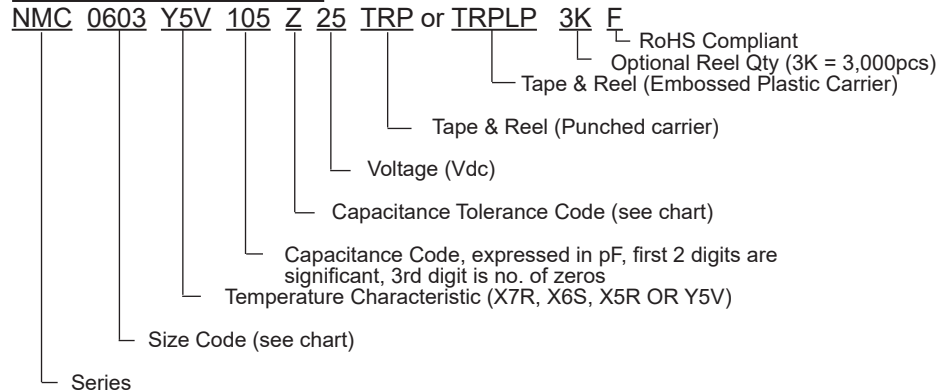 NMC 0603 Y5V 105 Z 25 TRP or TRPLP 3K F
RoHS Compliant
Optional Reel Qty (3K = 3,000pcs)
Tape & Reel (Embossed Plastic Carrier)
Tape & Reel (Punched carrier)
Voltage (Vdc)
Capacitance Tolerance Code (see chart)
Capacitance Code, expressed in pF, first 2 digits are
significant, 3rd digit is no. of zeros
Temperature Characteristic (X7R, X6S, X5R OR Y5V)
Size Code (see chart)
Series